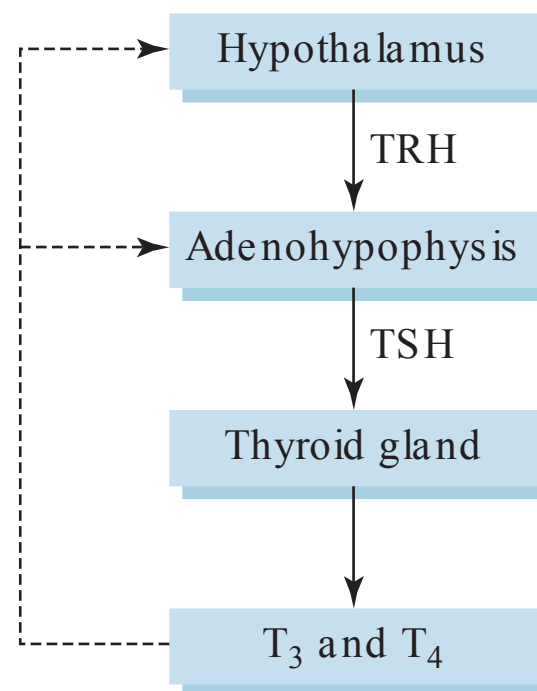 Hypothalamus
TRH
Adenohypophysis
TSH
Thyroid gland
T₃ and T₄